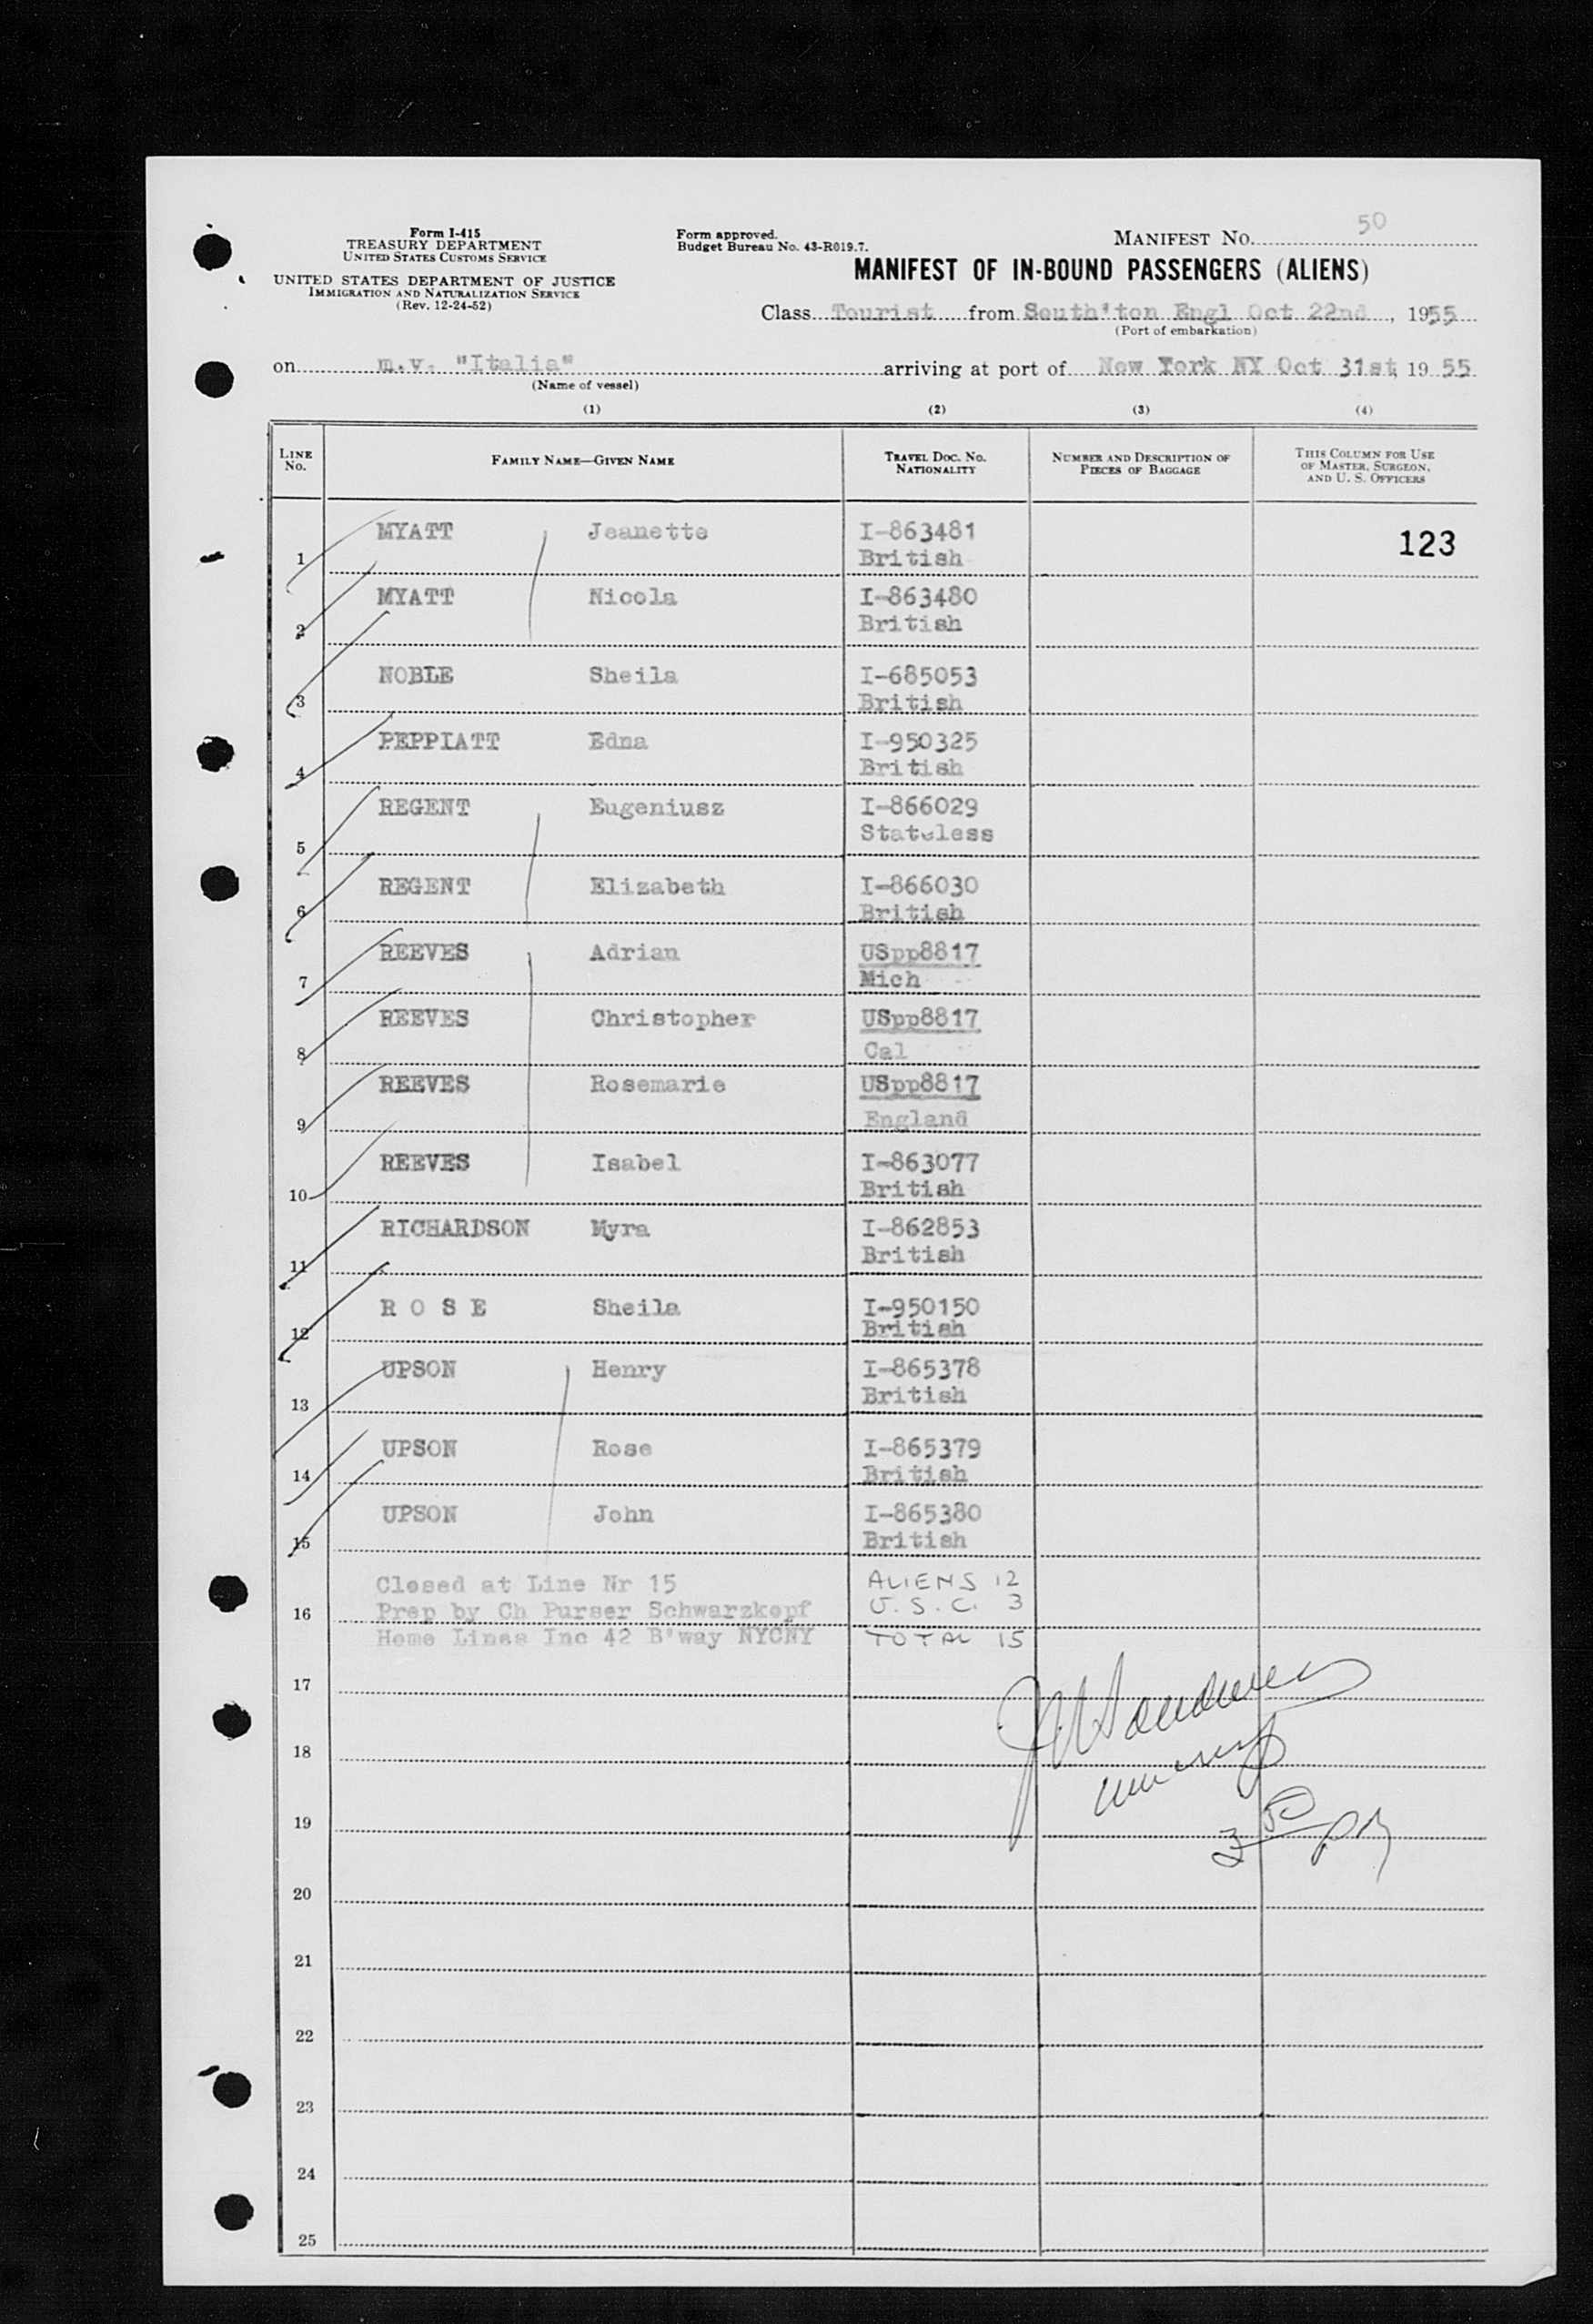 50
Form I-415
TREASURY DEPARTMENT
UNITED STATES CUSTOMS SERVICE
UNITED STATES DEPARTMENT OF JUSTICE
IMMIGRATION AND NATURALIZATION SERVICE
(Rev. 12-24-52)
Form approved.
Budget Bureau No. 43-R019.7.
MANIFEST NO.
MANIFEST OF IN-BOUND PASSENGERS (ALIENS)
Class Tourist from South'ton Engl Oct 22nd, 1955
(Port of embarkation)
on m.v. "Italia" arriving at port of New York NY Oct 31st, 1955
(Name of vessel)
(1) (2) (3) (4)
LINE NO. FAMILY NAME—GIVEN NAME TRAVEL DOC. NO. NATIONALITY NUMBER AND DESCRIPTION OF PIECES OF BAGGAGE THIS COLUMN FOR USE OF MASTER, SURGEON, AND U. S. OFFICERS
1 MYATT Jeanette I-863481 123
British
2 MYATT Nicola I-863480
British
3 NOBLE Sheila I-685053
British
4 PEPPIATT Edna I-950325
British
5 REGENT Eugeniusz I-866029
Stateless
6 REGENT Elizabeth I-866030
British
7 REEVES Adrian USpp8817
Mich
8 REEVES Christopher USpp8817
Cal
9 REEVES Rosemarie USpp8817
England
10 REEVES Isabel I-863077
British
11 RICHARDSON Myra I-862853
British
12 R O S E Sheila I-950150
British
13 UPSON Henry I-865378
British
14 UPSON Rose I-865379
British
15 UPSON John I-865380
British
Closed at Line Nr 15 ALIENS 12
16 Prep by Ch Purser Schwarzkopf U.S.C. 3
Home Lines Inc 42 B'way NYCNY TOTAL 15
17
18
19
3 50 PM
20
21
22
23
24
25